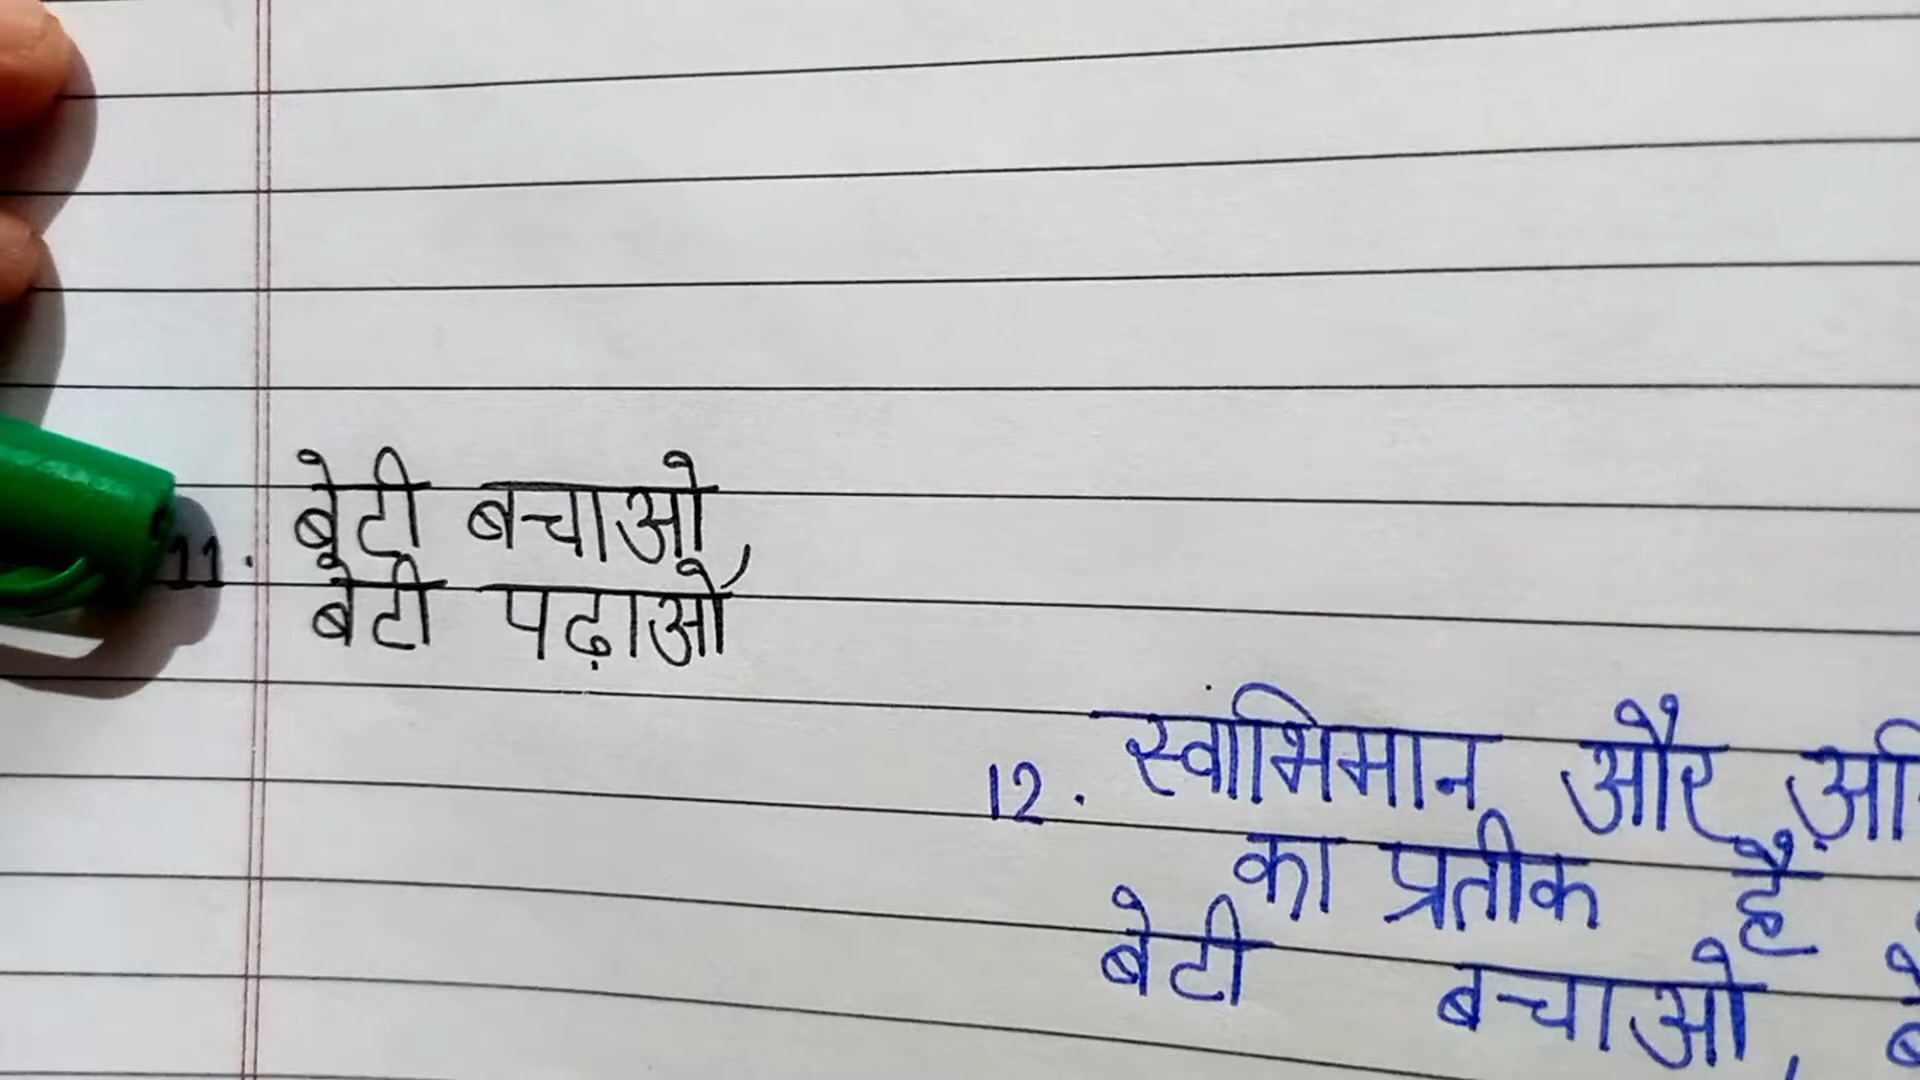 11. बेटी बचाओ,
बेटी पढ़ाओ
12. स्वाभिमान और
का प्रतीक है
बेटी बचाओ,